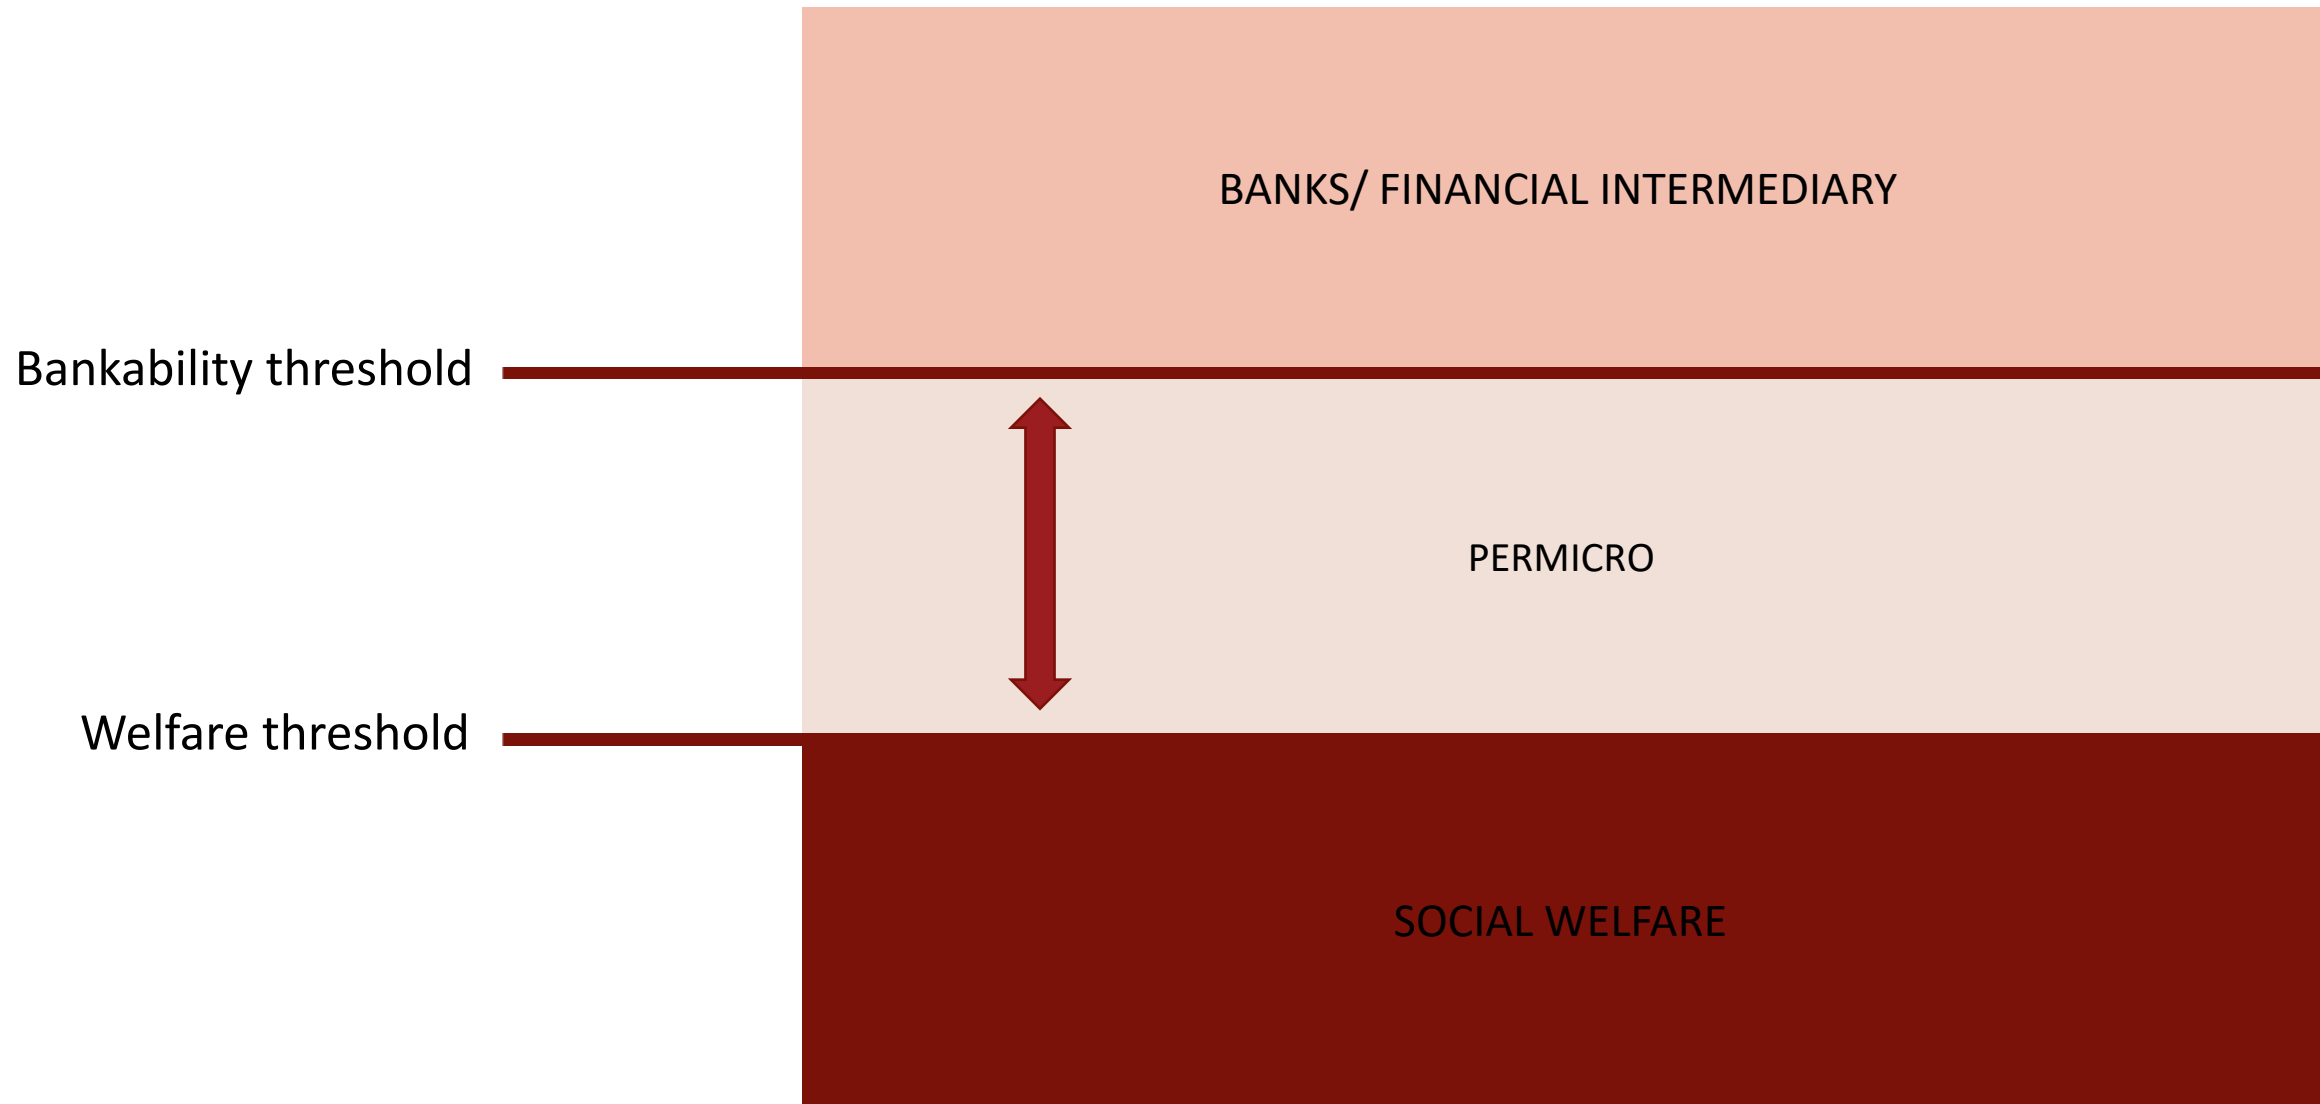 BANKS/ FINANCIAL INTERMEDIARY
Bankability threshold
PERMICRO
Welfare threshold
SOCIAL WELFARE